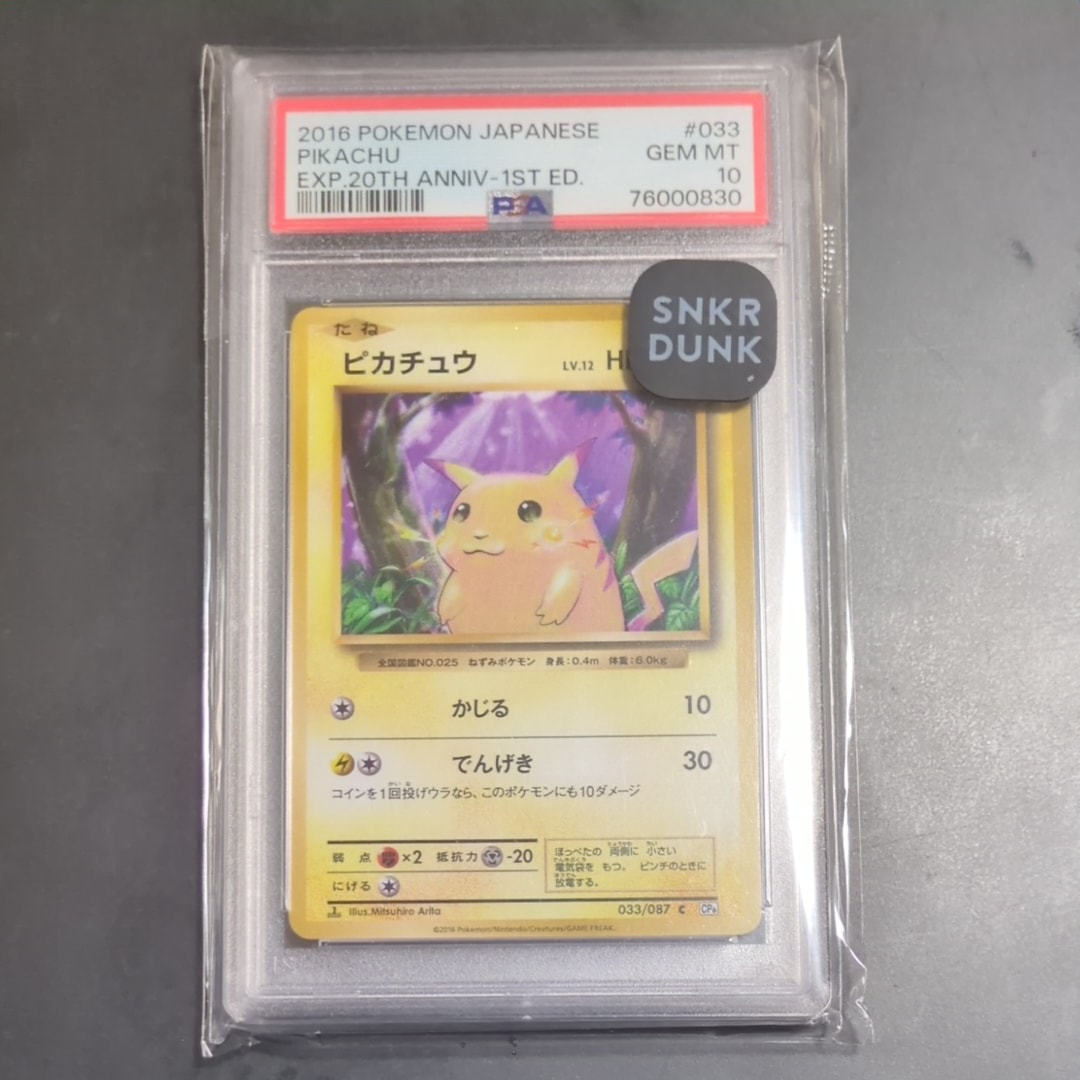 2016 POKEMON JAPANESE #033
PIKACHU GEM MT
EXP.20TH ANNIV-1ST ED. 10
PSA 76000830
SNKR
DUNK
たね
ピカチュウ LV.12
全国図鑑NO.025 ねずみポケモン 身長:0.4m 体重:6.0kg
かじる 10
でんげき 30
コインを1回投げウラなら、このポケモンにも10ダメージ
弱点 ×2 抵抗力 -20
にげる
ほっぺたの 両側に 小さい
電気袋を もつ。 ピンチのときに
放電する。
Illus.Mitsuhiro Arita 033/087 C CP6
©2016 Pokémon/Nintendo/Creatures/GAME FREAK.